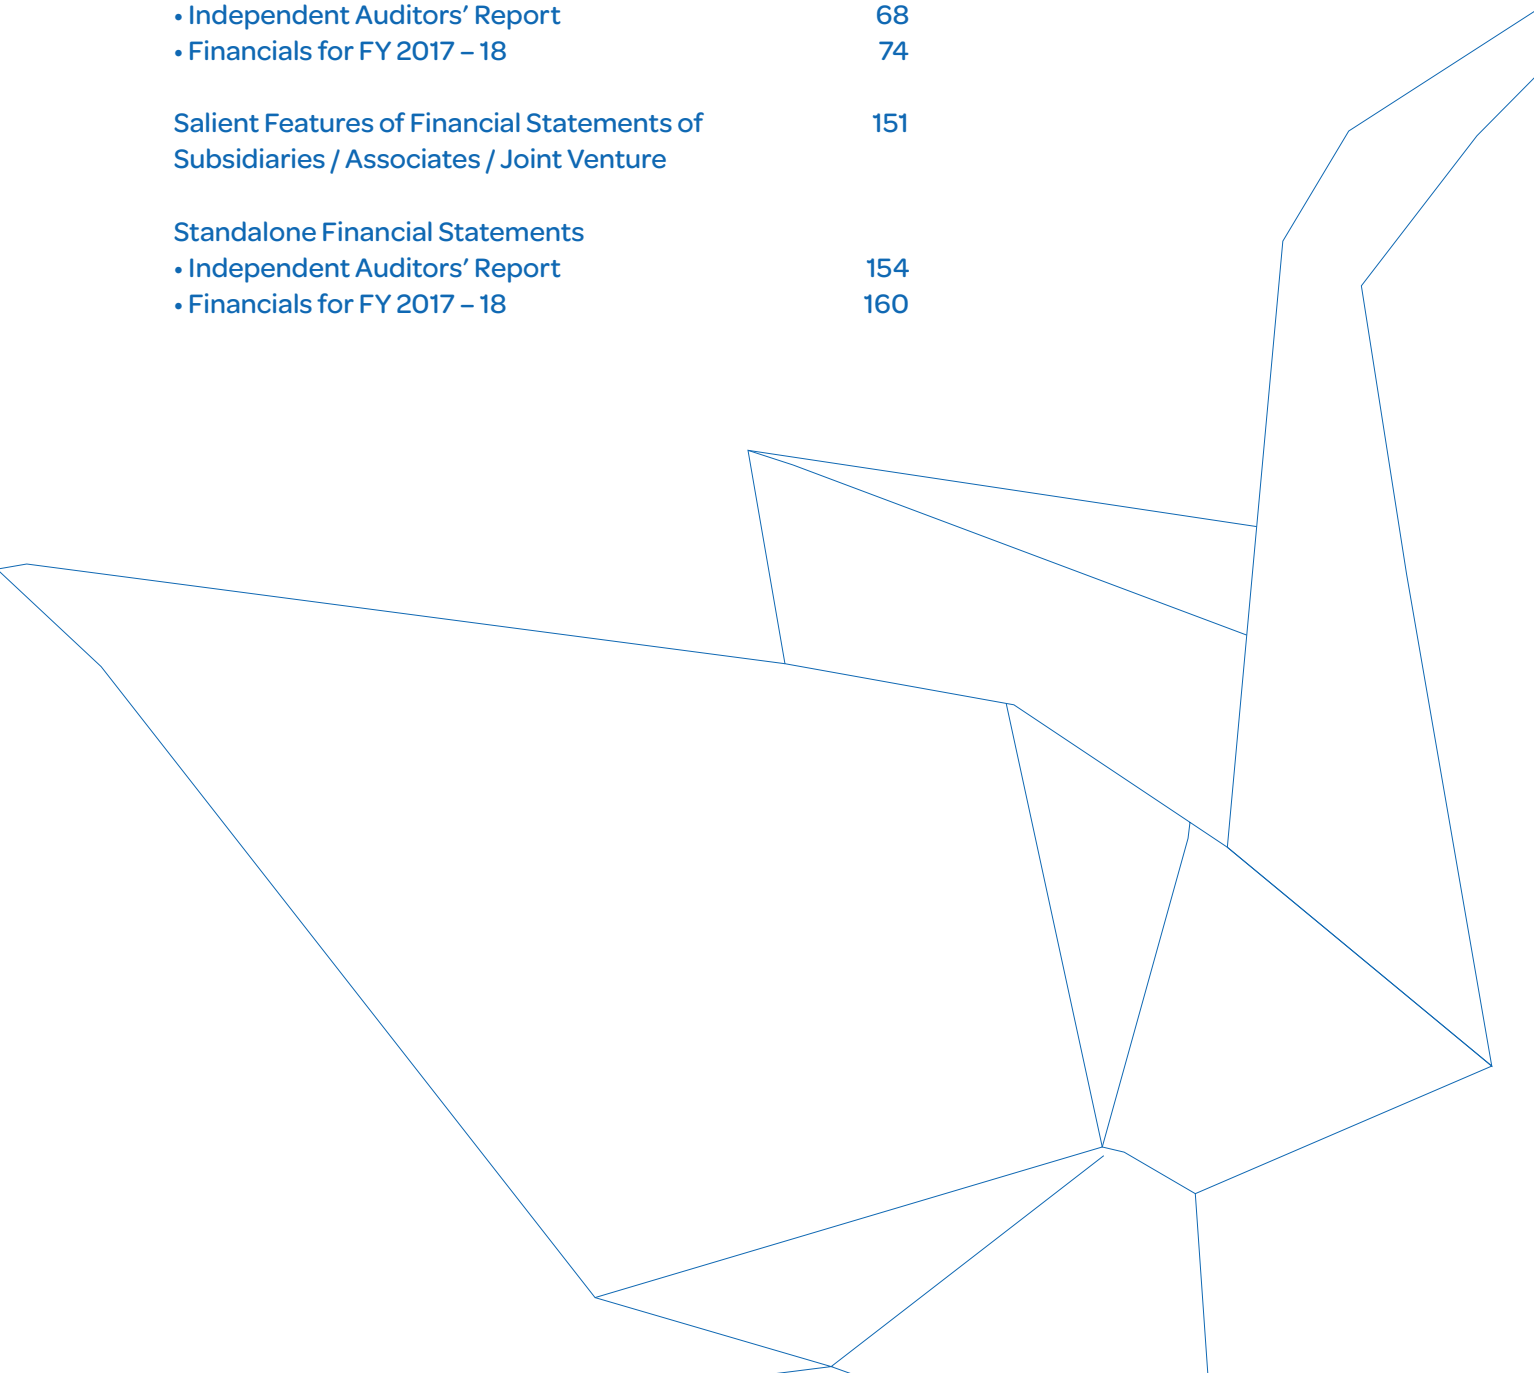 • Independent Auditors’ Report 68
• Financials for FY 2017 – 18 74
Salient Features of Financial Statements of 151
Subsidiaries / Associates / Joint Venture
Standalone Financial Statements
• Independent Auditors’ Report 154
• Financials for FY 2017 – 18 160